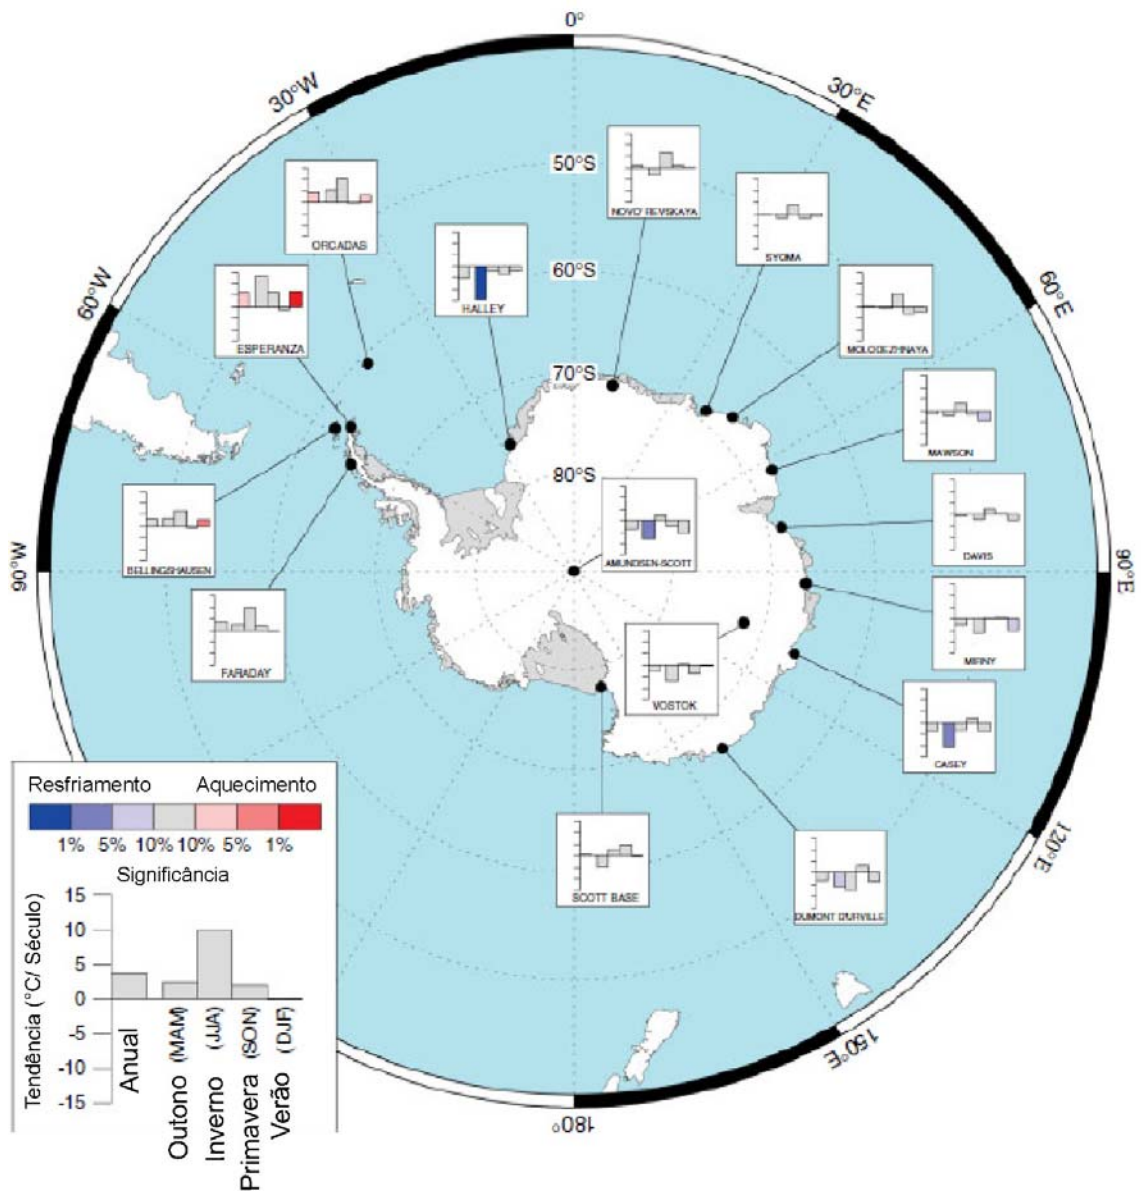 0°
30°W
30°E
50°S
NOVO' REVSKAYA
ORCADAS
SYOMA
60°S
60°W
60°E
HALLEY
ESPERANZA
MOLODEZHNAYA
70°S
MAWSON
80°S
AMUNDSEN-SCOTT
DAVIS
BELLINGSHAUSEN
90°W
90°E
FARADAY
MIRNY
VOSTOK
CASEY
Resfriamento Aquecimento
1% 5% 10% 10% 5% 1%
Significância
SCOTT BASE
DUMONT D'URVILLE
120°E
150°E
180°
Tendência (°C/ Século)
15
10
5
0
-5
-10
-15
Anual
Outono (MAM)
Inverno (JJA)
Primavera (SON)
Verão (DJF)